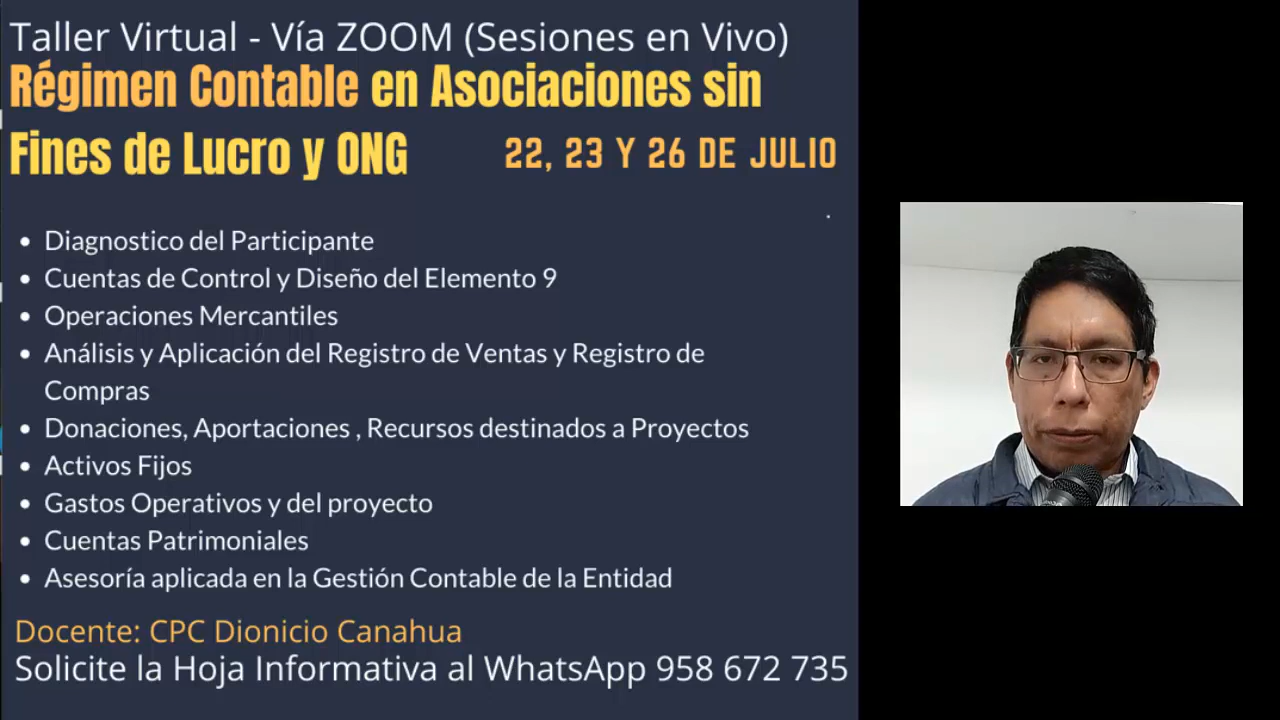 Taller Virtual - Vía ZOOM (Sesiones en Vivo)
Régimen Contable en Asociaciones sin
Fines de Lucro y ONG
22, 23 Y 26 DE JULIO
• Diagnostico del Participante
• Cuentas de Control y Diseño del Elemento 9
• Operaciones Mercantiles
• Análisis y Aplicación del Registro de Ventas y Registro de
Compras
• Donaciones, Aportaciones , Recursos destinados a Proyectos
• Activos Fijos
• Gastos Operativos y del proyecto
• Cuentas Patrimoniales
• Asesoría aplicada en la Gestión Contable de la Entidad
Docente: CPC Dionicio Canahua
Solicite la Hoja Informativa al WhatsApp 958 672 735